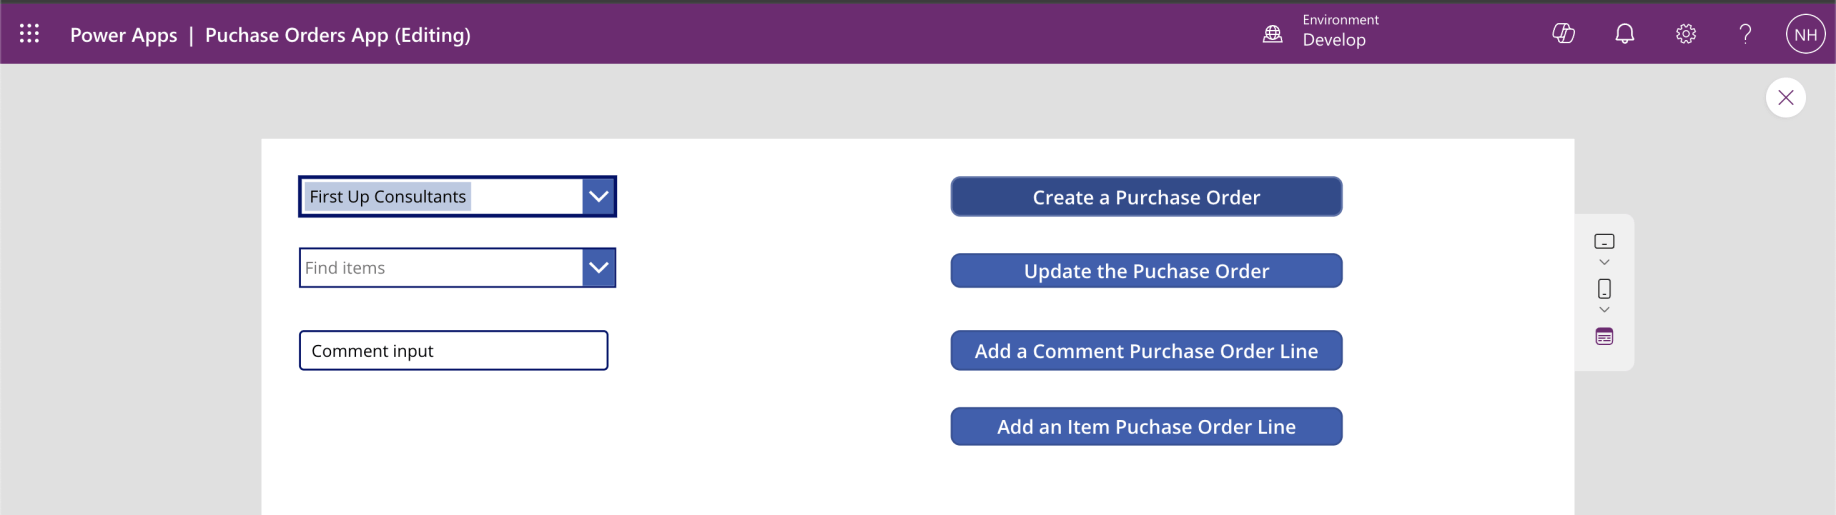 Power Apps | Puchase Orders App (Editing)
Environment
Develop
NH
First Up Consultants
Create a Purchase Order
Find items
Update the Puchase Order
Comment input
Add a Comment Purchase Order Line
Add an Item Puchase Order Line